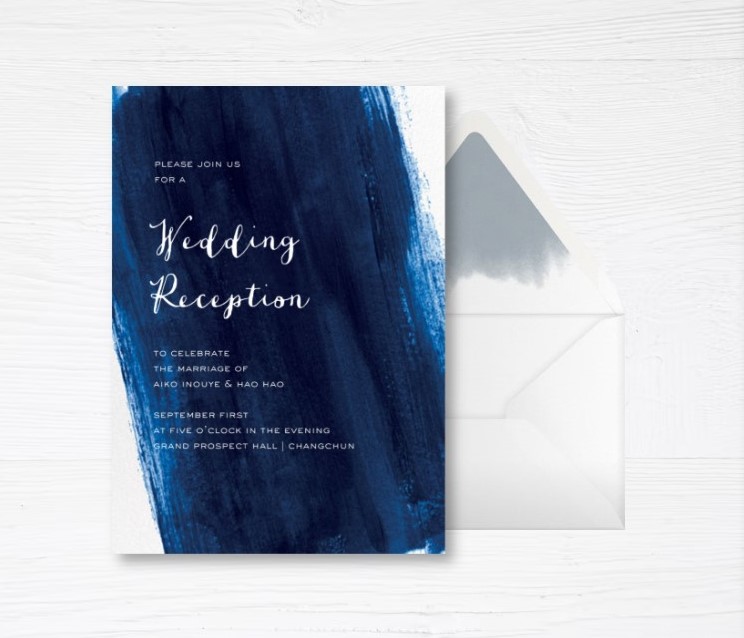 PLEASE JOIN US
FOR A
Wedding
Reception
TO CELEBRATE
THE MARRIAGE OF
AIKO INOUYE & HAO HAO
SEPTEMBER FIRST
AT FIVE O'CLOCK IN THE EVENING
GRAND PROSPECT HALL | CHANGCHUN